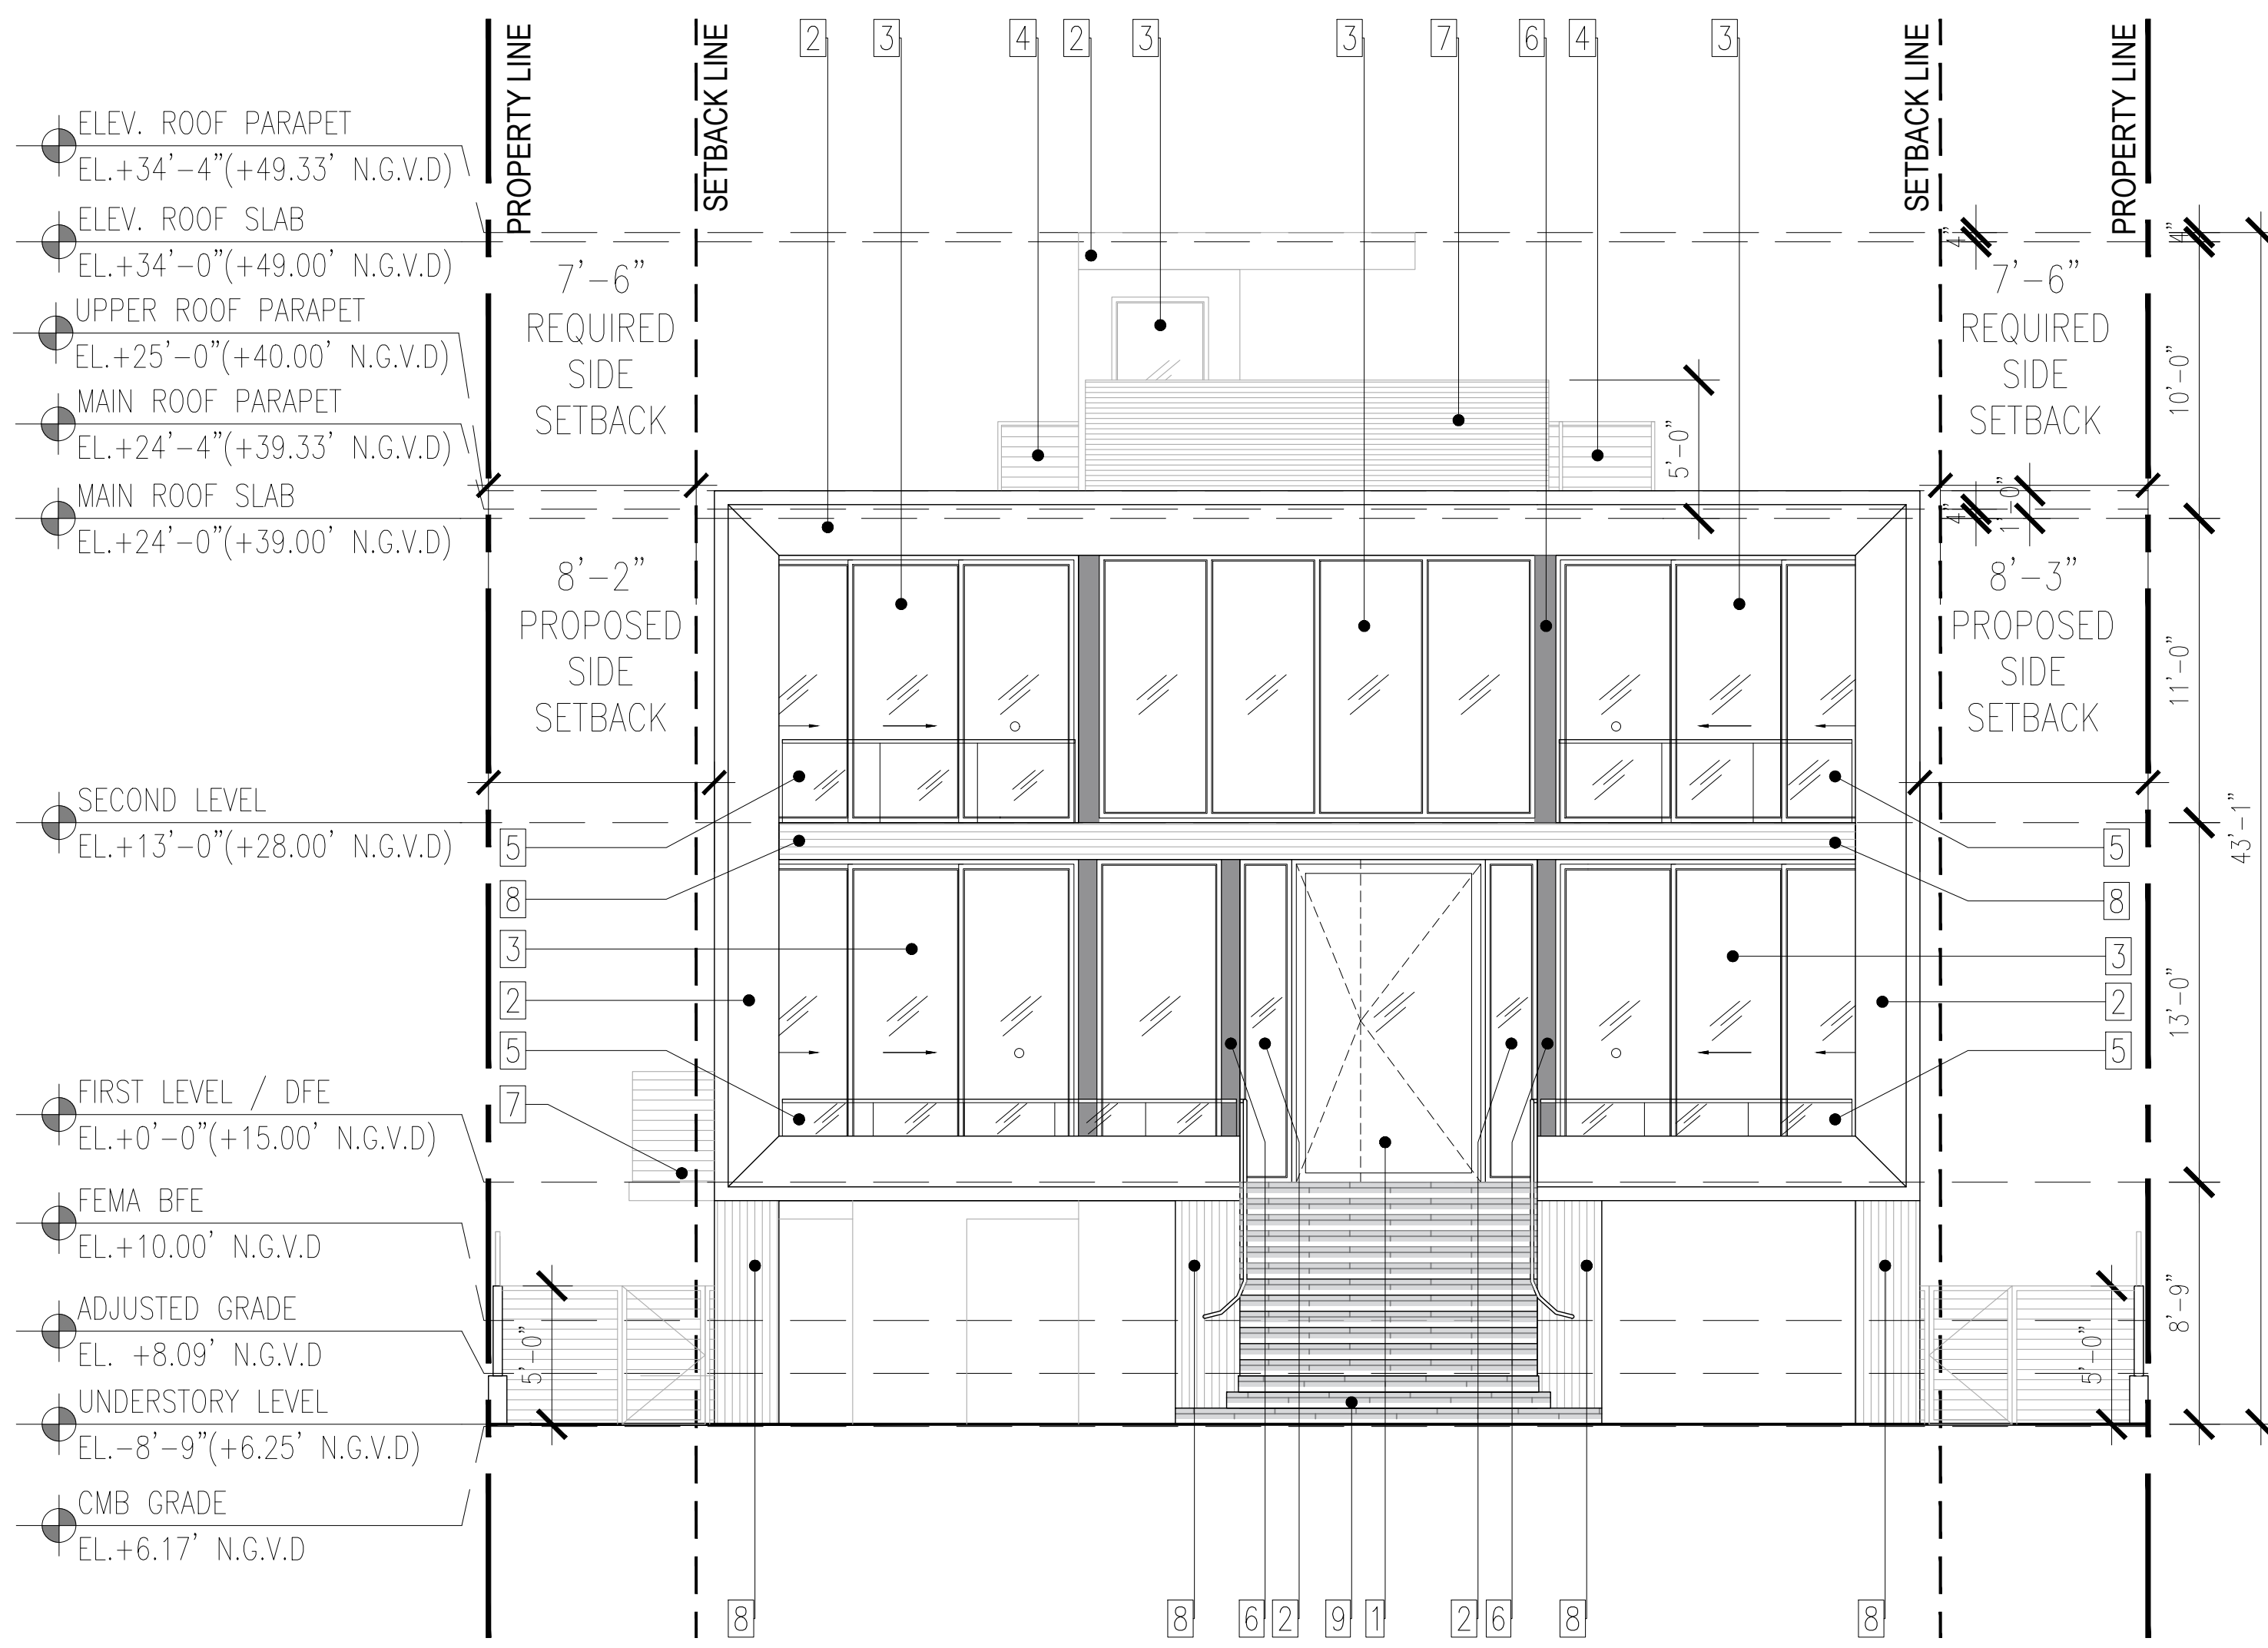 2
3
4
2
3
3
7
6
4
3
PROPERTY LINE
SETBACK LINE
SETBACK LINE
PROPERTY LINE
ELEV. ROOF PARAPET
EL.+34'-4"(+49.33' N.G.V.D)
ELEV. ROOF SLAB
EL.+34'-0"(+49.00' N.G.V.D)
UPPER ROOF PARAPET
EL.+25'-0"(+40.00' N.G.V.D)
MAIN ROOF PARAPET
EL.+24'-4"(+39.33' N.G.V.D)
MAIN ROOF SLAB
EL.+24'-0"(+39.00' N.G.V.D)
SECOND LEVEL
EL.+13'-0"(+28.00' N.G.V.D)
FIRST LEVEL / DFE
EL.+0'-0"(+15.00' N.G.V.D)
FEMA BFE
EL.+10.00' N.G.V.D
ADJUSTED GRADE
EL. +8.09' N.G.V.D
UNDERSTORY LEVEL
EL.-8'-9"(+6.25' N.G.V.D)
CMB GRADE
EL.+6.17' N.G.V.D
7'-6"
REQUIRED
SIDE
SETBACK
8'-2"
PROPOSED
SIDE
SETBACK
5
8
3
2
5
7
5'-0"
5'-0"
4"
7'-6"
REQUIRED
SIDE
SETBACK
4"
1'-0"
8'-3"
PROPOSED
SIDE
SETBACK
5
8
3
2
5
5'-0"
4"
10'-0"
11'-0"
13'-0"
8'-9"
43'-1"
8
8
6
2
9
1
2
6
8
8